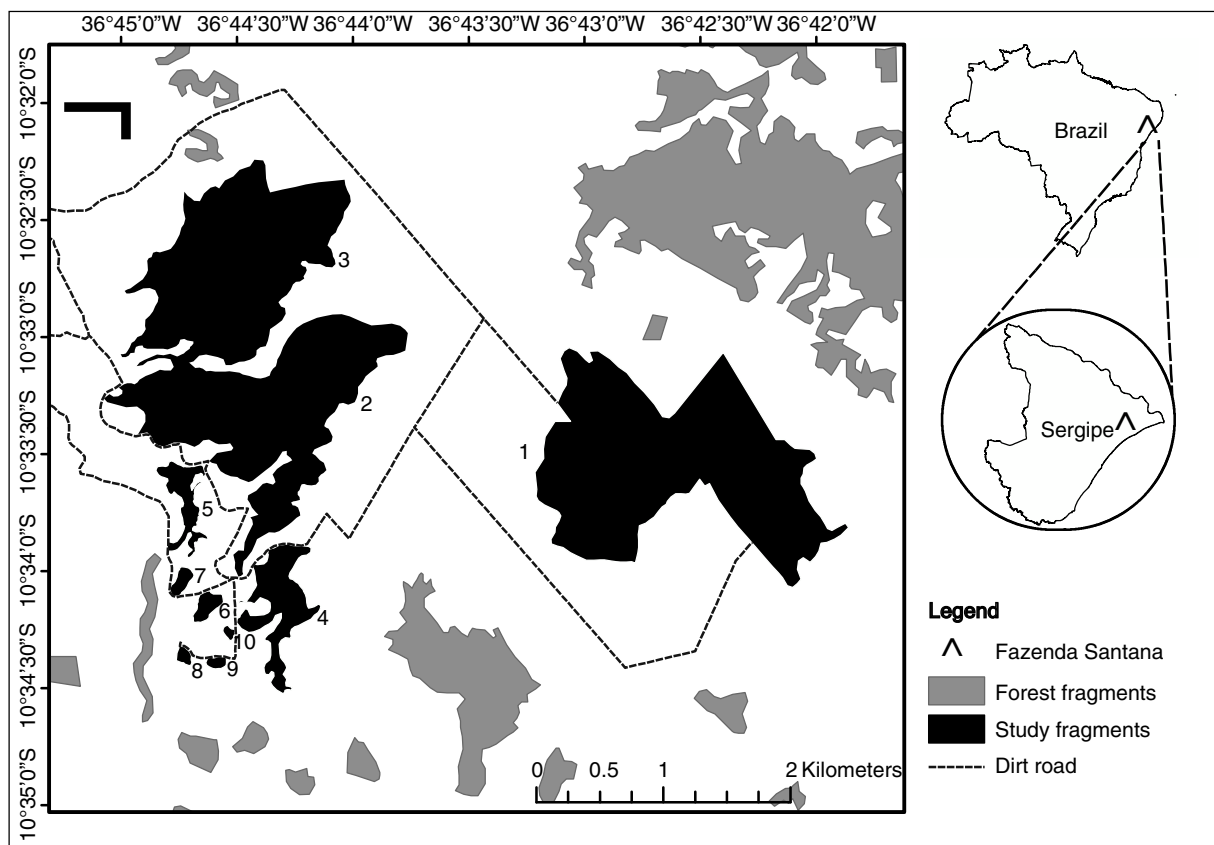 36°45’0”W 36°44’30”W 36°44’0”W 36°43’30”W 36°43’0”W 36°42’30”W 36°42’0”W
10°32’0”S
10°32’30”S
10°33’0”S
10°33’30”S
10°34’0”S
10°34’30”S
10°35’0”S
3
2
1
5
7
6
4
10
8
9
0 0.5 1 2 Kilometers
Brazil
Sergipe
Legend
Fazenda Santana
Forest fragments
Study fragments
Dirt road